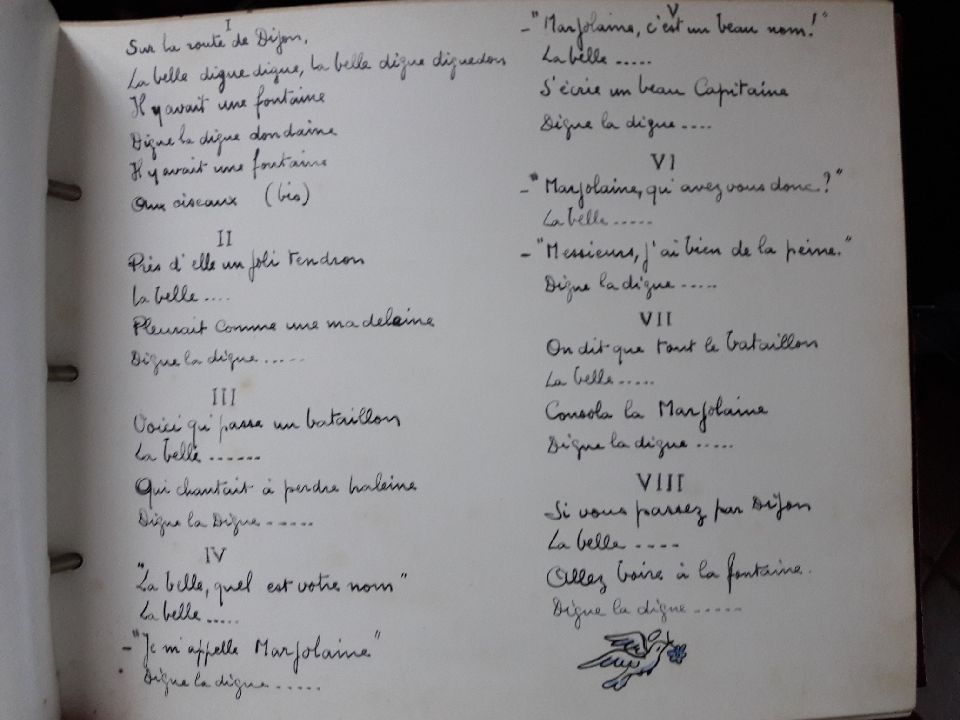 I
Sur la route de Dijon,
La belle digue digue, la belle digue diguedon
Il y avait une fontaine
Digue la digue dondaine
Il y avait une fontaine
Aux oiseaux (bis)
II
Près d'elle un joli tendron
La belle ....
Pleurait comme une madeleine
Digue la digue .....
III
Voici qu'passe un bataillon
La belle ......
Qui chantait à perdre haleine
Digue la Digue .....
IV
"La belle, quel est votre nom"
La belle .....
- "Je m'appelle Marjolaine"
Digue la digue .....
V
- "Marjolaine, c'est un beau nom!"
La belle .....
S'écrie un beau Capitaine
Digue la digue ....
VI
- "Marjolaine, qu'avez vous donc?"
La belle .....
- "Messieurs, j'ai bien de la peine."
Digue la digue .....
VII
On dit que tout le bataillon
La belle .....
Consola la Marjolaine
Digue la digue .....
VIII
Si vous passez par Dijon
La belle ....
Allez boire à la fontaine.
Digue la digue .....